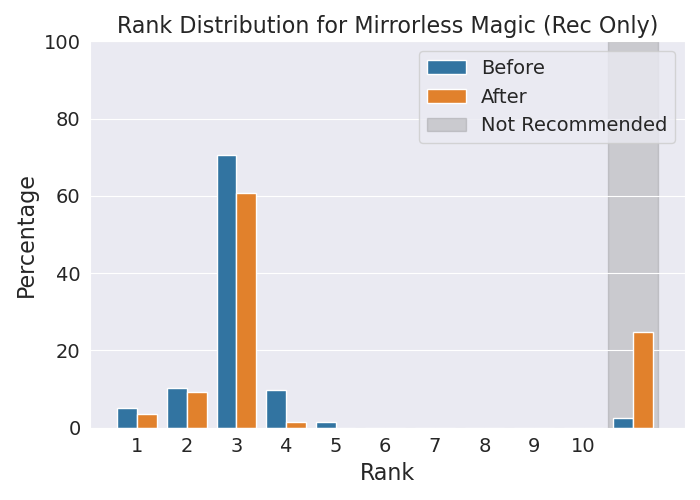 Rank Distribution for Mirrorless Magic (Rec Only)
100
80
60
40
20
0
Percentage
Before
After
Not Recommended
1 2 3 4 5 6 7 8 9 10
Rank